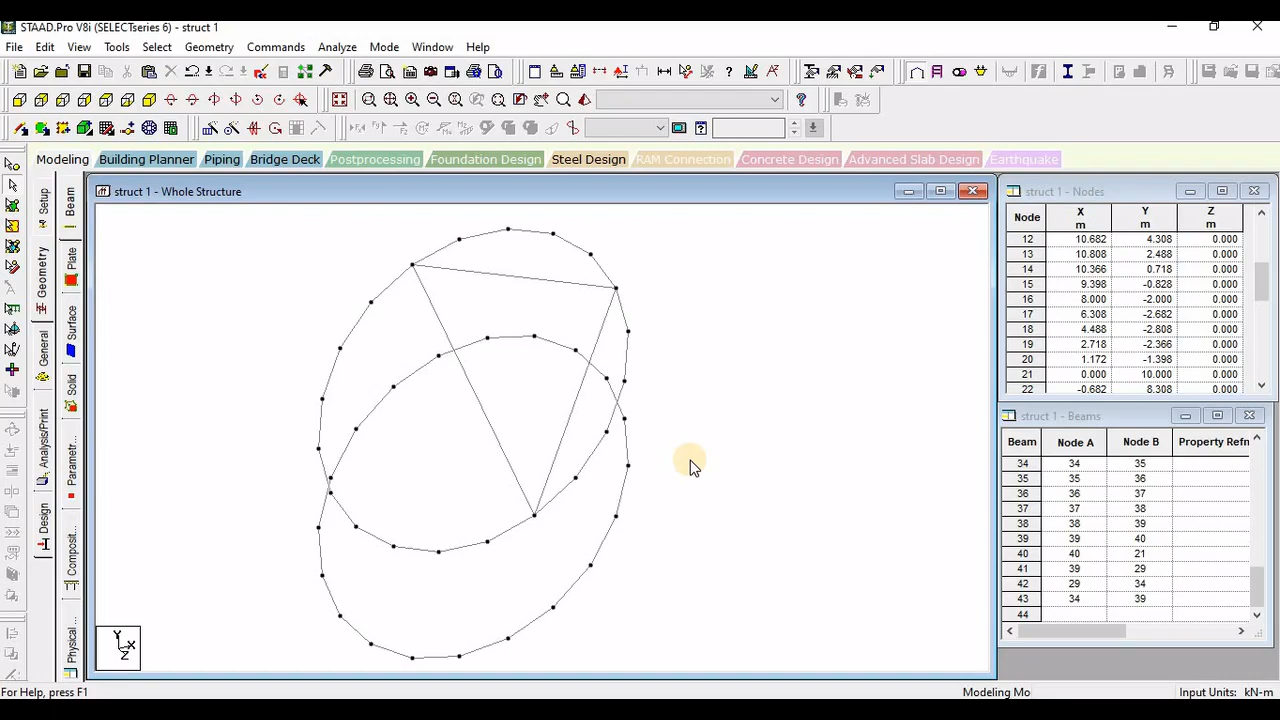 STAAD.Pro V8i (SELECTseries 6) - struct 1
File Edit View Tools Select Geometry Commands Analyze Mode Window Help
Modeling Building Planner Piping Bridge Deck Postprocessing Foundation Design Steel Design RAM Connection Concrete Design Advanced Slab Design Earthquake
Setup
Geometry
General
Analysis/Print
Design
Beam
Plate
Surface
Solid
Parametr...
Composit...
Physical
struct 1 - Whole Structure
Y
X
Z
struct 1 - Nodes
Node X m Y m Z m
12 10.682 4.308 0.000
13 10.808 2.488 0.000
14 10.366 0.718 0.000
15 9.398 -0.828 0.000
16 8.000 -2.000 0.000
17 6.308 -2.682 0.000
18 4.488 -2.808 0.000
19 2.718 -2.366 0.000
20 1.172 -1.398 0.000
21 0.000 10.000 0.000
22 -0.682 8.308 0.000
struct 1 - Beams
Beam Node A Node B Property Refn
34 34 35
35 35 36
36 36 37
37 37 38
38 38 39
39 39 40
40 40 21
41 39 29
42 29 34
43 34 39
44
For Help, press F1
Modeling Mo
Input Units: kN-m